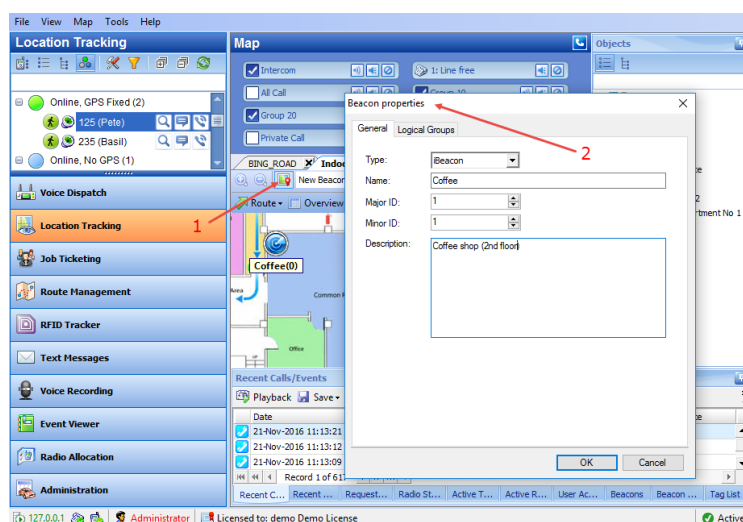 File View Map Tools Help
Location Tracking
Online, GPS Fixed (2)
125 (Pete)
235 (Basil)
Online, No GPS (1)
Voice Dispatch
Location Tracking
Job Ticketing
Route Management
RFID Tracker
Text Messages
Voice Recording
Event Viewer
Radio Allocation
Administration
1
Map
Intercom
1: Line free
All Call
Group 10
Group 20
Private Call
BING_ROAD
Indoo
New Beacon
Route
Overview
Coffee(0)
Area
Common
Office
Objects
rtment No 1
Beacon properties
2
General Logical Groups
Type: iBeacon
Name: Coffee
Major ID: 1
Minor ID: 1
Description: Coffee shop (2nd floor)
OK Cancel
Recent Calls/Events
Playback Save
Date
21-Nov-2016 11:13:21
21-Nov-2016 11:13:12
21-Nov-2016 11:13:09
Record 1 of 617
Recent C... Recent ... Request... Radio St... Active T... Active R... User Ac... Beacons Beacon ... Tag List
127.0.0.1 Administrator Licensed to: demo Demo License Active